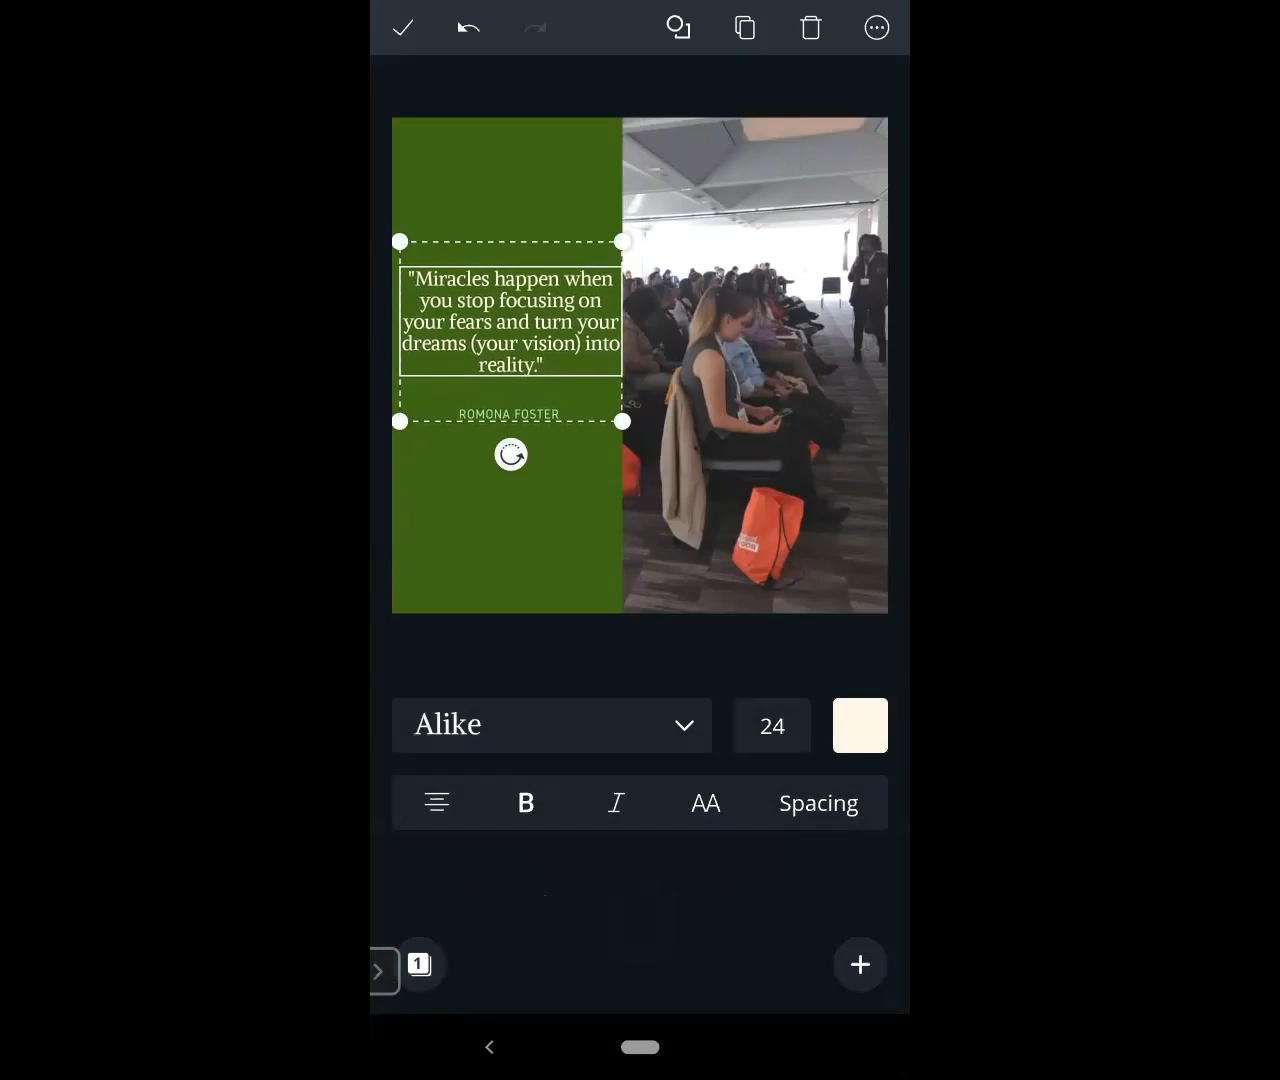 "Miracles happen when
you stop focusing on
your fears and turn your
dreams (your vision) into
reality."
ROMONA FOSTER
Alike
24
B
I
AA
Spacing
1